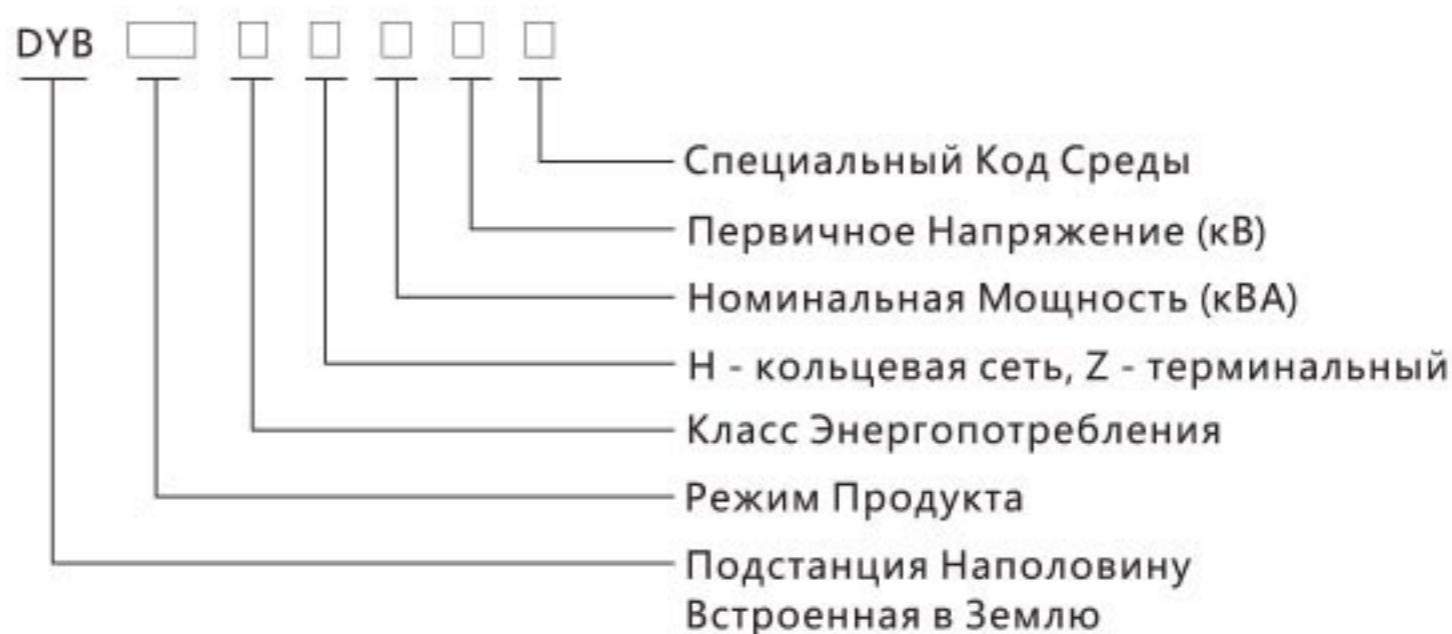 DYB
Специальный Код Среды
Первичное Напряжение (кВ)
Номинальная Мощность (кВА)
H - кольцевая сеть, Z - терминальный
Класс Энергопотребления
Режим Продукта
Подстанция Наполовину
Встроенная в Землю